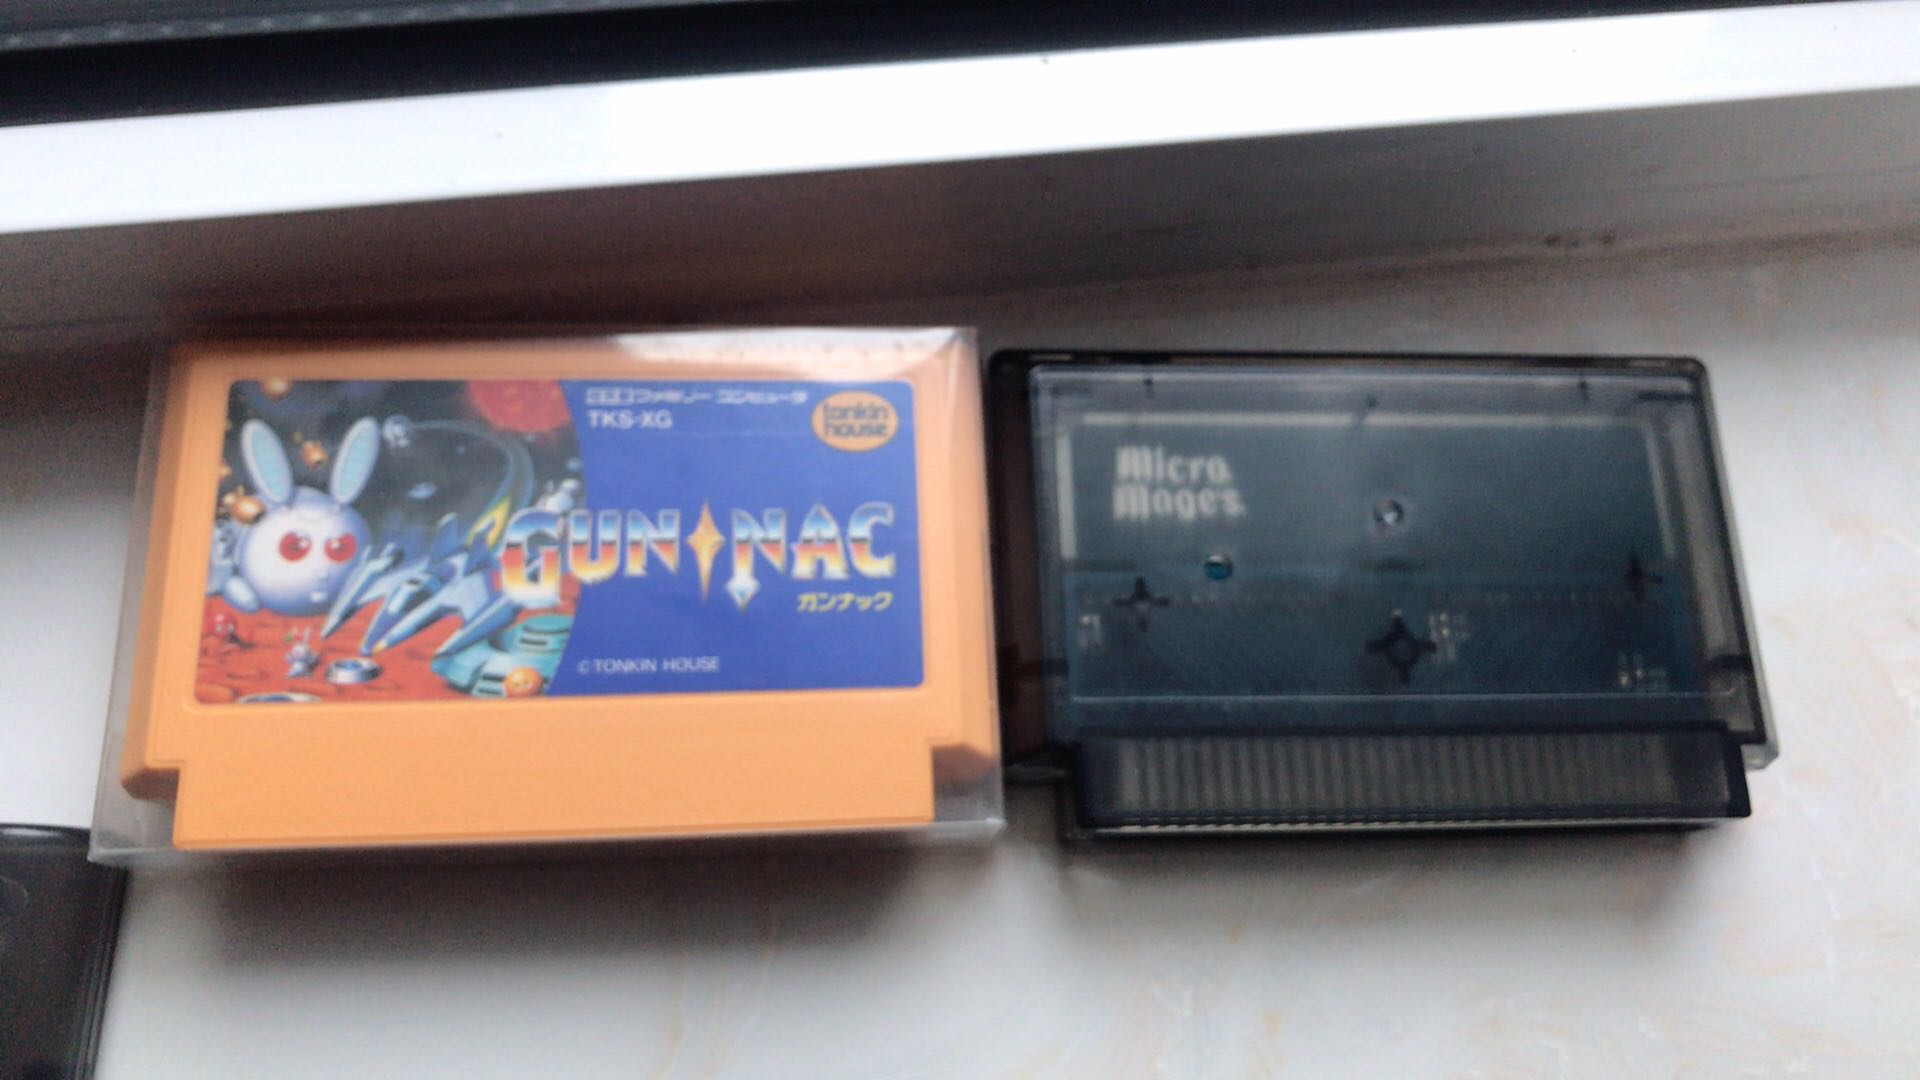 ファミリー コンピュータ
TKS-XG
tonkin
house
GUN NAC
ガンナック
©TONKIN HOUSE
Micro
Mages